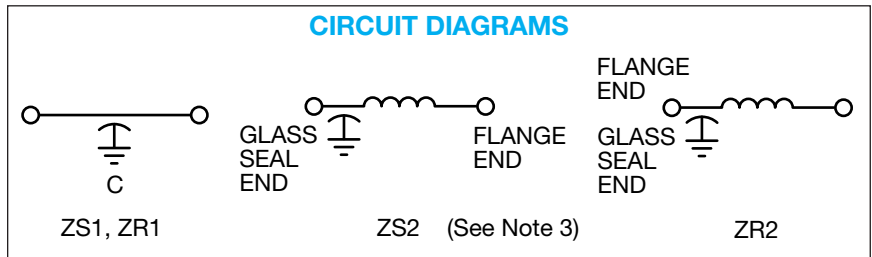 CIRCUIT DIAGRAMS
C
ZS1, ZR1
GLASS
SEAL
END
FLANGE
END
ZS2 (See Note 3)
FLANGE
END
GLASS
SEAL
END
ZR2